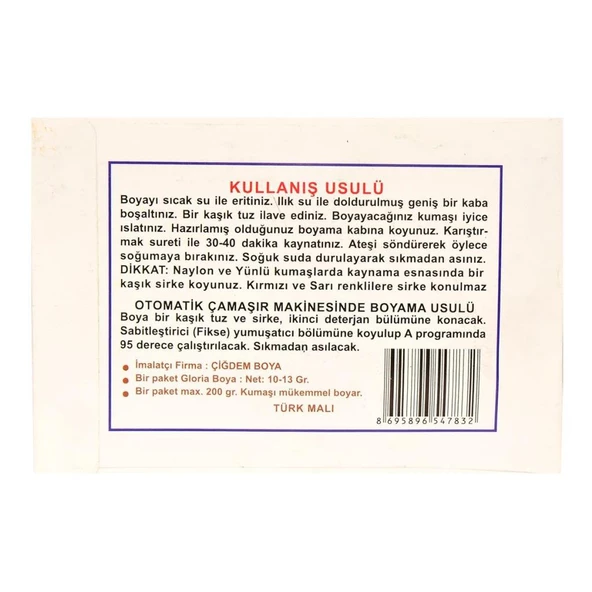 KULLANIŞ USULÜ
Boyayı sıcak su ile eritiniz. Ilık su ile doldurulmuş geniş bir kaba
boşaltınız. Bir kaşık tuz ilave ediniz. Boyayacağınız kumaşı iyice
ıslatınız. Hazırlamış olduğunuz boyama kabına koyunuz. Karıştır-
mak sureti ile 30-40 dakika kaynatınız. Ateşi söndürerek öylece
soğumaya bırakınız. Soğuk suda durulayarak sıkmadan asınız.
DİKKAT: Naylon ve Yünlü kumaşlarda kaynama esnasında bir
kaşık sirke koyunuz. Kırmızı ve Sarı renklilere sirke konulmaz
OTOMATİK ÇAMAŞIR MAKİNESİNDE BOYAMA USULÜ
Boya bir kaşık tuz ve sirke, ikinci deterjan bülümüne konacak.
Sabitleştirici (Fikse) yumuşatıcı bölümüne koyulup A programında
95 derece çalıştırılacak. Sıkmadan asılacak.
● İmalatçı Firma : ÇİĞDEM BOYA
● Bir paket Gloria Boya : Net: 10-13 Gr.
● Bir paket max. 200 gr. Kumaşı mükemmel boyar.
TÜRK MALI
8 695896 547832